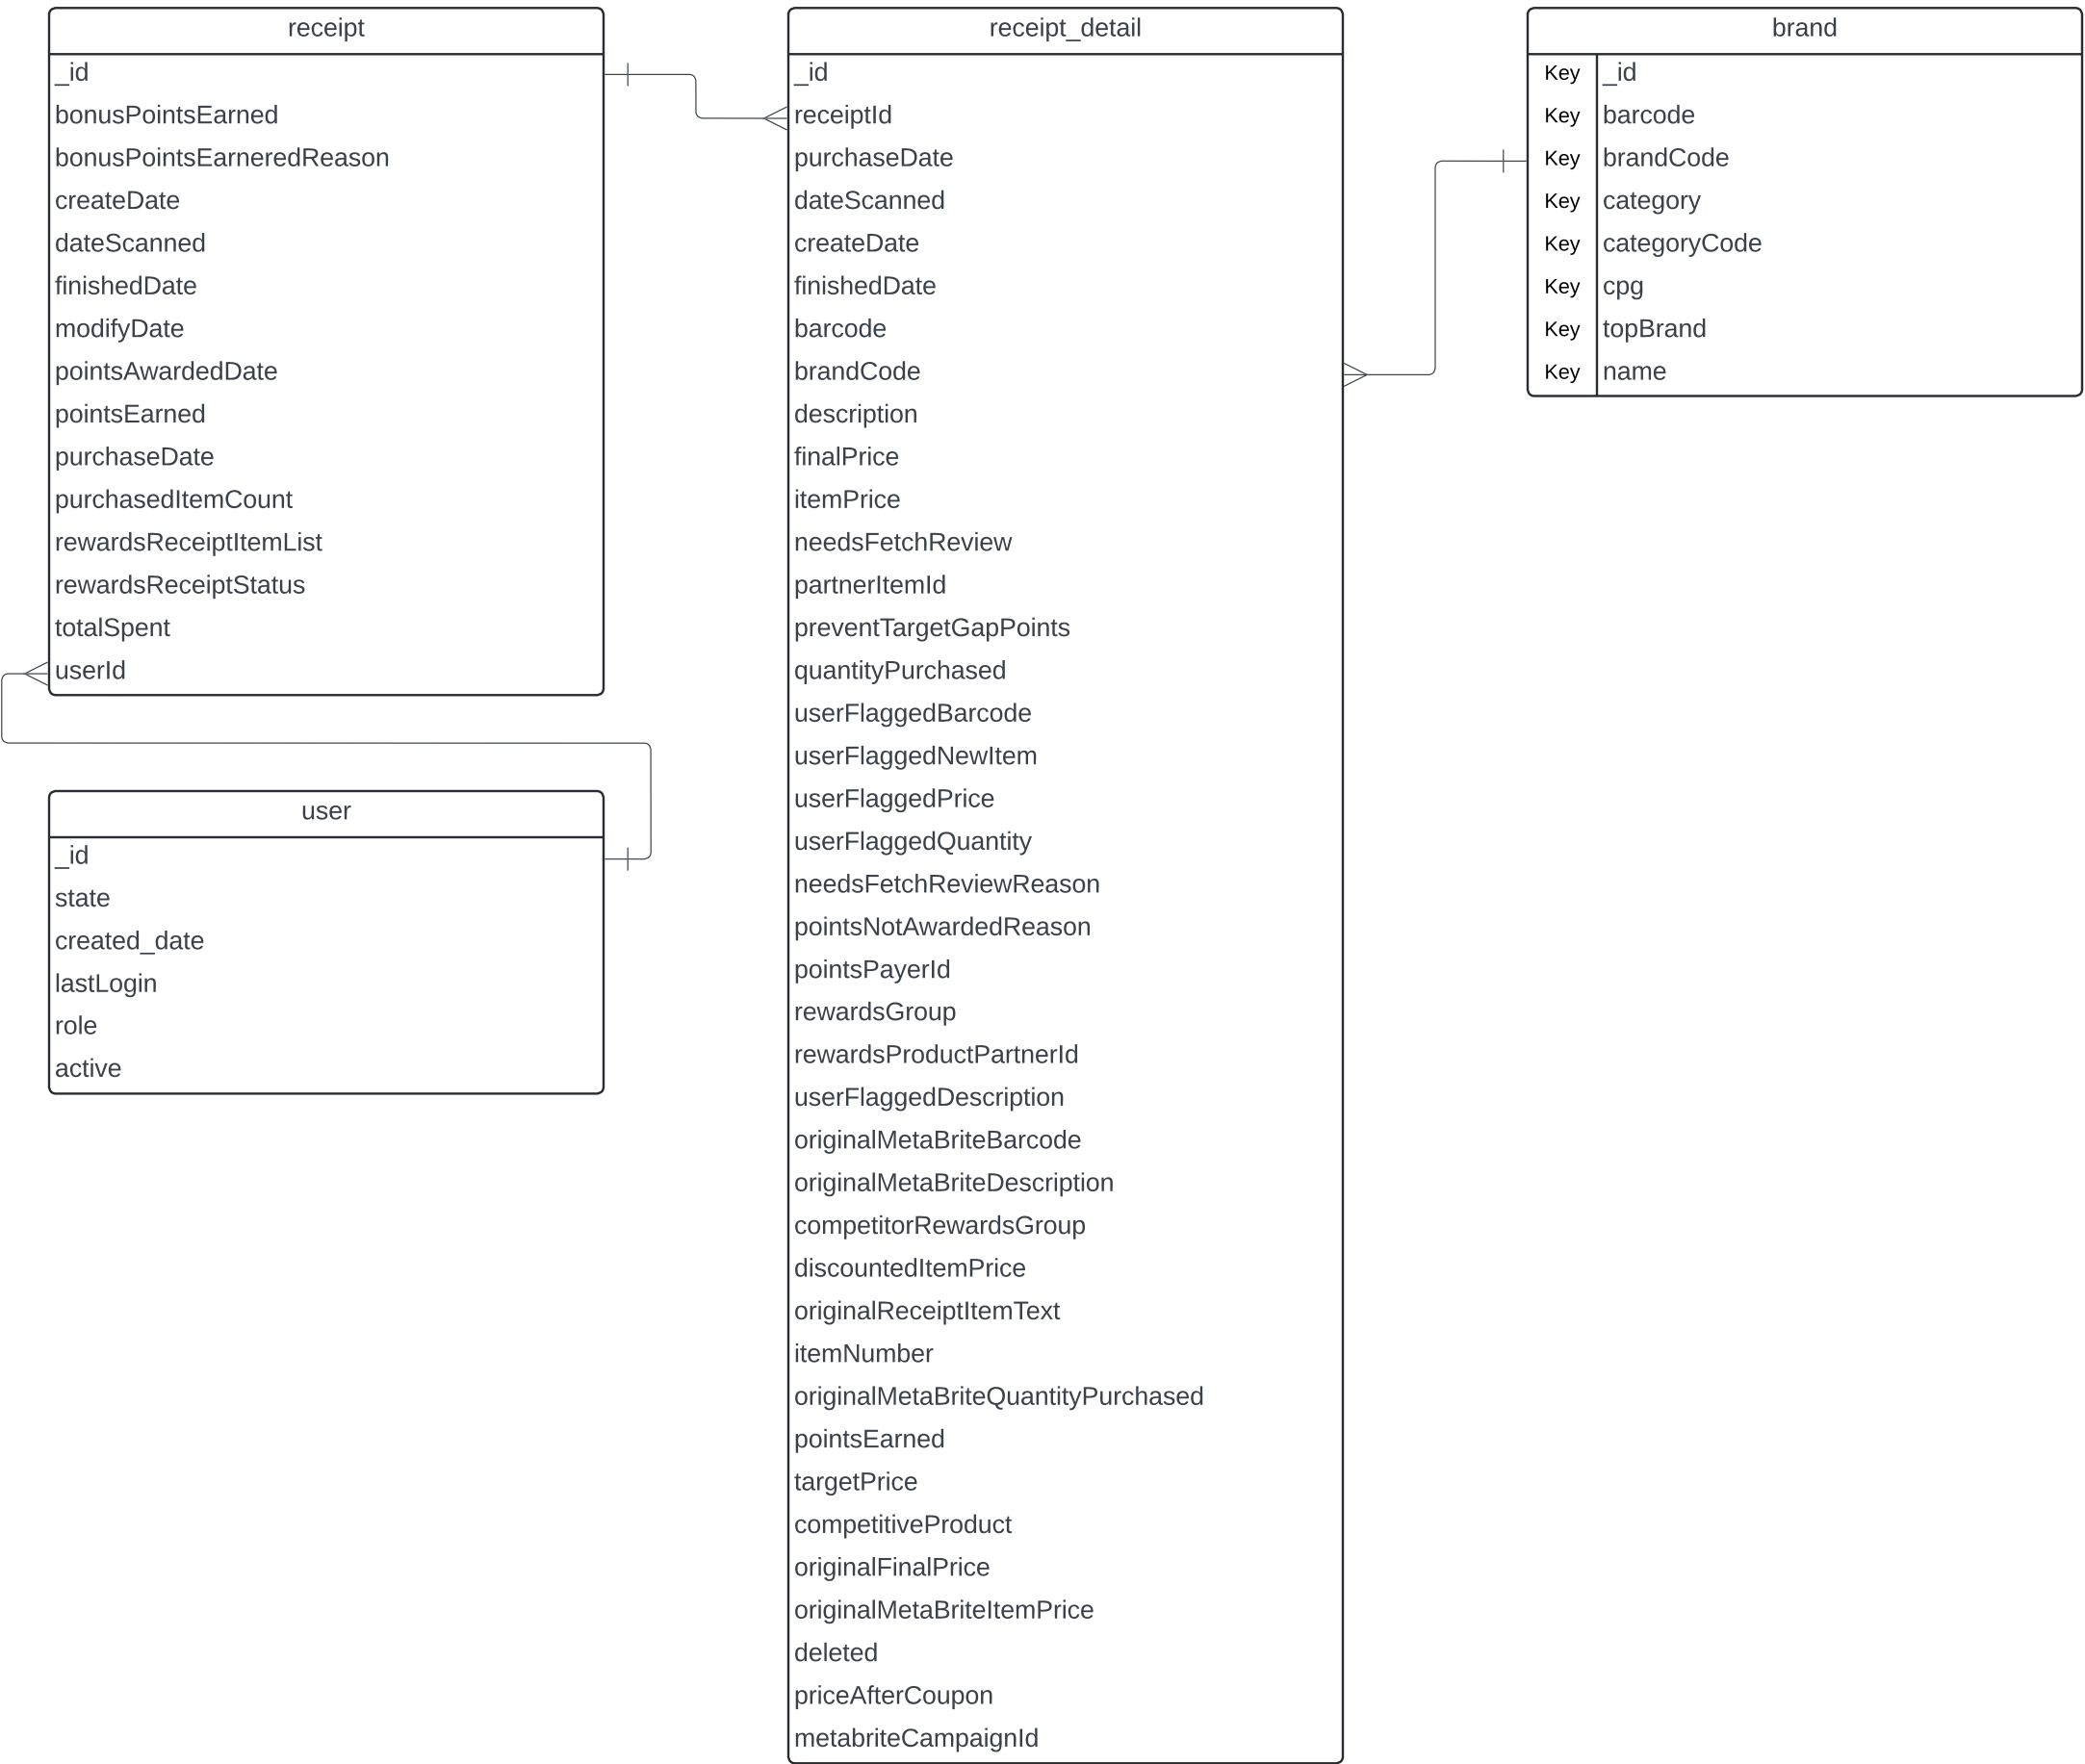 receipt
_id
bonusPointsEarned
bonusPointsEarneredReason
createDate
dateScanned
finishedDate
modifyDate
pointsAwardedDate
pointsEarned
purchaseDate
purchasedItemCount
rewardsReceiptItemList
rewardsReceiptStatus
totalSpent
userId
user
_id
state
created_date
lastLogin
role
active
receipt_detail
_id
receiptId
purchaseDate
dateScanned
createDate
finishedDate
barcode
brandCode
description
finalPrice
itemPrice
needsFetchReview
partnerItemId
preventTargetGapPoints
quantityPurchased
userFlaggedBarcode
userFlaggedNewItem
userFlaggedPrice
userFlaggedQuantity
needsFetchReviewReason
pointsNotAwardedReason
pointsPayerId
rewardsGroup
rewardsProductPartnerId
userFlaggedDescription
originalMetaBriteBarcode
originalMetaBriteDescription
competitorRewardsGroup
discountedItemPrice
originalReceiptItemText
itemNumber
originalMetaBriteQuantityPurchased
pointsEarned
targetPrice
competitiveProduct
originalFinalPrice
originalMetaBriteItemPrice
deleted
priceAfterCoupon
metabriteCampaignId
brand
Key _id
Key barcode
Key brandCode
Key category
Key categoryCode
Key cpg
Key topBrand
Key name